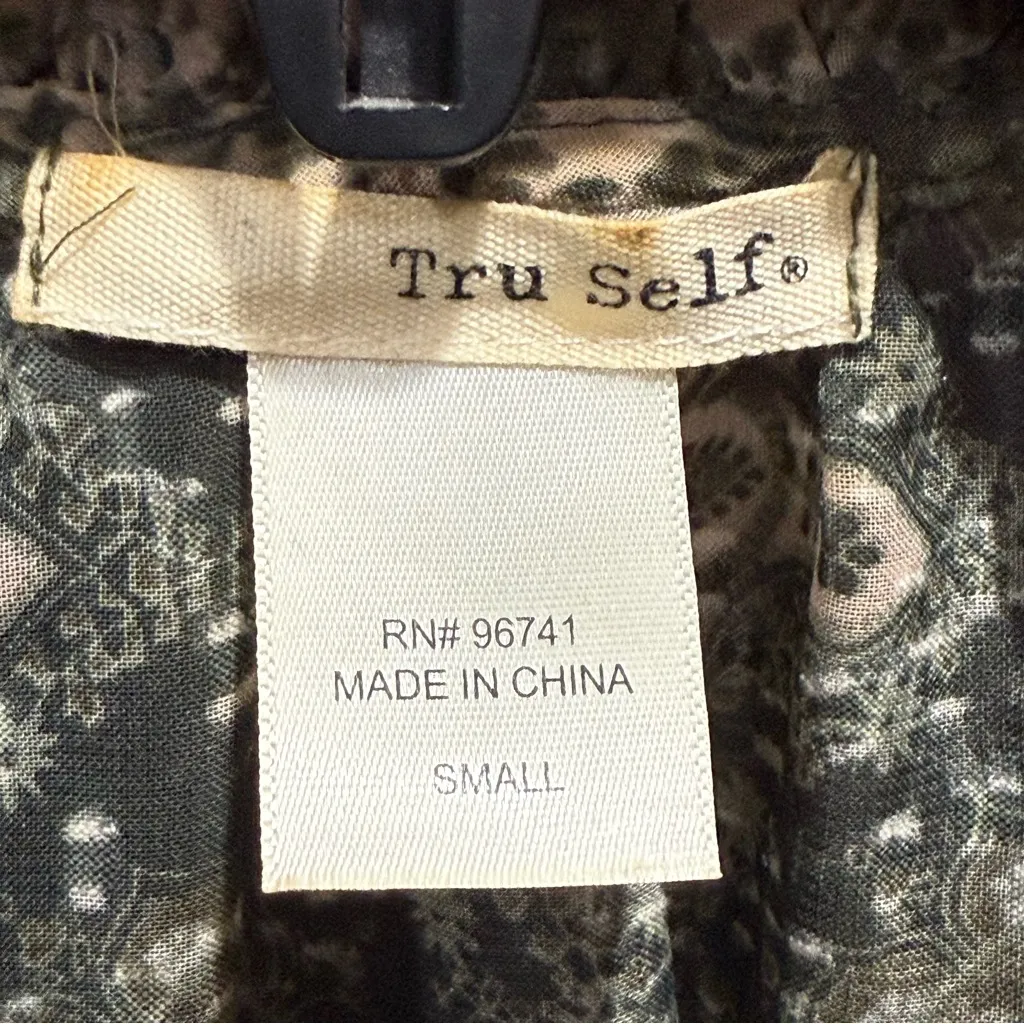 Tru Self®
RN# 96741
MADE IN CHINA
SMALL